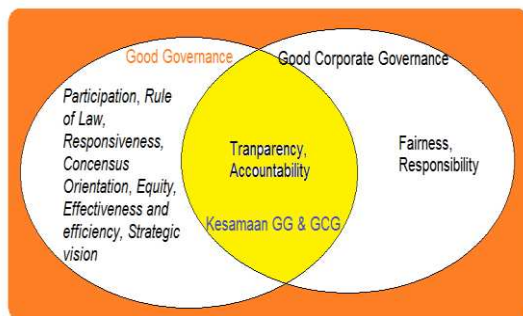 Good Governance
Participation, Rule
of Law,
Responsiveness,
Concensus
Orientation, Equity,
Effectiveness and
efficiency, Strategic
vision
Tranparency,
Accountability
Kesamaan GG & GCG
Good Corporate Governance
Fairness,
Responsibility